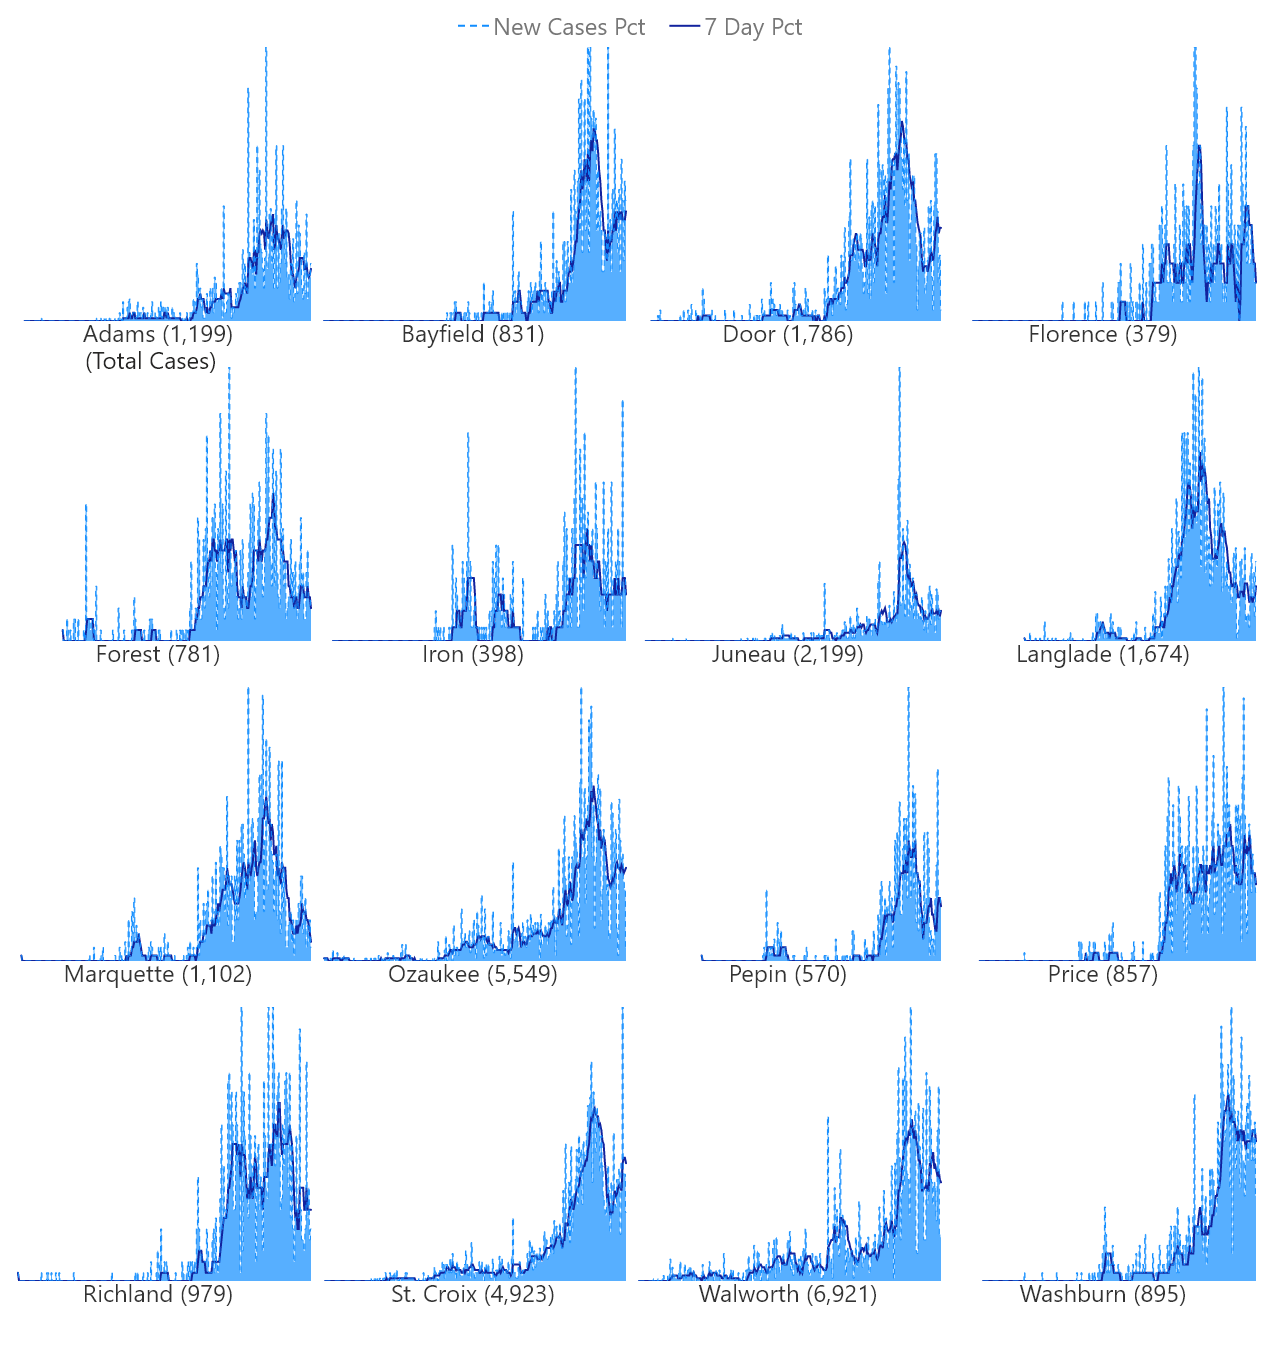 New Cases Pct 7 Day Pct
Adams (1,199) Bayfield (831) Door (1,786) Florence (379)
(Total Cases)
Forest (781) Iron (398) Juneau (2,199) Langlade (1,674)
Marquette (1,102) Ozaukee (5,549) Pepin (570) Price (857)
Richland (979) St. Croix (4,923) Walworth (6,921) Washburn (895)